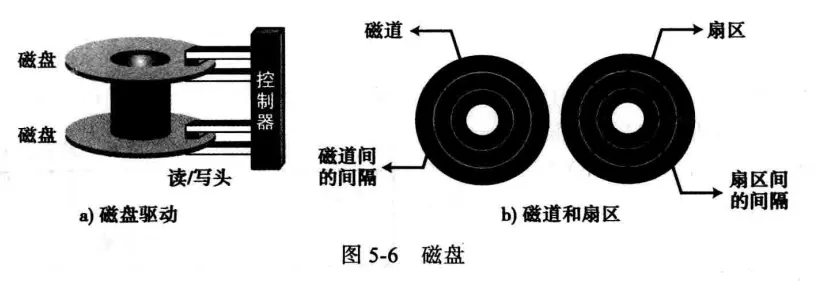 磁盘
磁盘
控制器
读/写头
a) 磁盘驱动
磁道
扇区
磁道间
的间隔
扇区间
的间隔
b) 磁道和扇区
图 5-6 磁盘